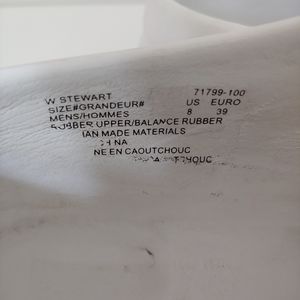 W STEWART 71799-100
SIZE#GRANDEUR# US EURO
MENS/HOMMES 8 39
RUBBER UPPER/BALANCE RUBBER
IAN MADE MATERIALS
CHINA
NE EN CAOUTCHOUC